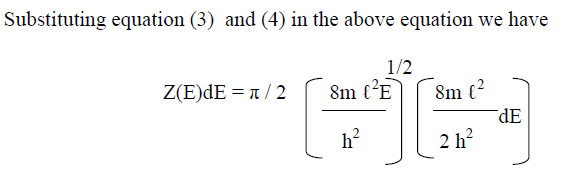 Substituting equation (3) and (4) in the above equation we have
1/2
Z(E)dE = π / 2 [ 8m ℓ²E / h² ] [ 8m ℓ² / 2 h² dE ]